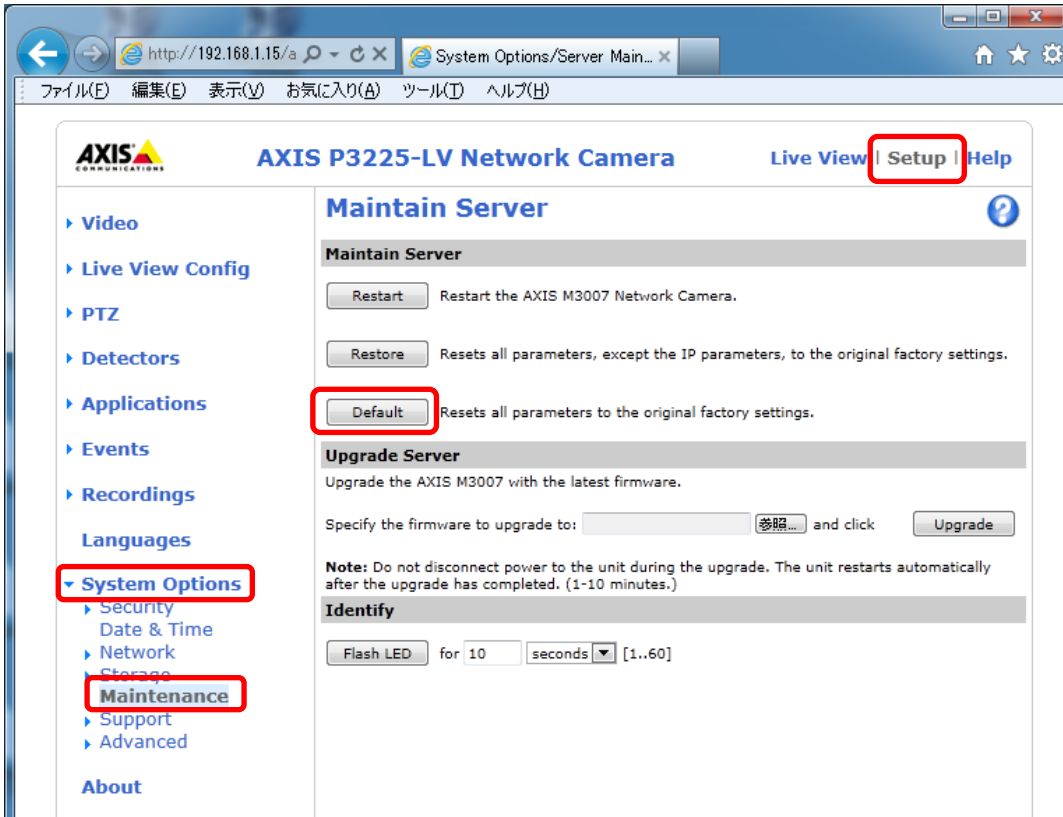 http://192.168.1.15/a
System Options/Server Main...
ファイル(F) 編集(E) 表示(V) お気に入り(A) ツール(T) ヘルプ(H)
AXIS
COMMUNICATIONS
AXIS P3225-LV Network Camera
Live View | Setup | Help
Video
Live View Config
PTZ
Detectors
Applications
Events
Recordings
Languages
System Options
Security
Date & Time
Network
Storage
Maintenance
Support
Advanced
About
Maintain Server
?
Maintain Server
Restart Restart the AXIS M3007 Network Camera.
Restore Resets all parameters, except the IP parameters, to the original factory settings.
Default Resets all parameters to the original factory settings.
Upgrade Server
Upgrade the AXIS M3007 with the latest firmware.
Specify the firmware to upgrade to: 参照... and click Upgrade
Note: Do not disconnect power to the unit during the upgrade. The unit restarts automatically
after the upgrade has completed. (1-10 minutes.)
Identify
Flash LED for 10 seconds [1..60]